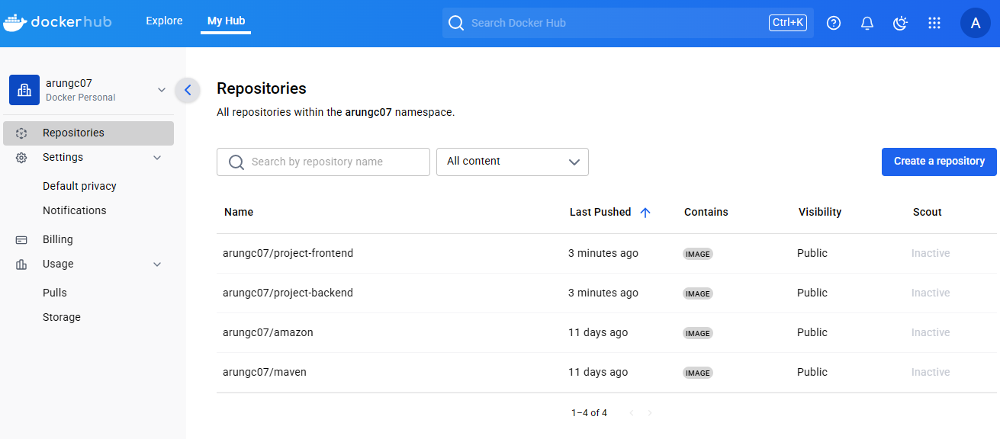 dockerhub Explore My Hub Search Docker Hub Ctrl+K A
arungc07
Docker Personal
Repositories
Settings
Default privacy
Notifications
Billing
Usage
Pulls
Storage
Repositories
All repositories within the arungc07 namespace.
Search by repository name All content Create a repository
Name Last Pushed Contains Visibility Scout
arungc07/project-frontend 3 minutes ago IMAGE Public Inactive
arungc07/project-backend 3 minutes ago IMAGE Public Inactive
arungc07/amazon 11 days ago IMAGE Public Inactive
arungc07/maven 11 days ago IMAGE Public Inactive
1–4 of 4